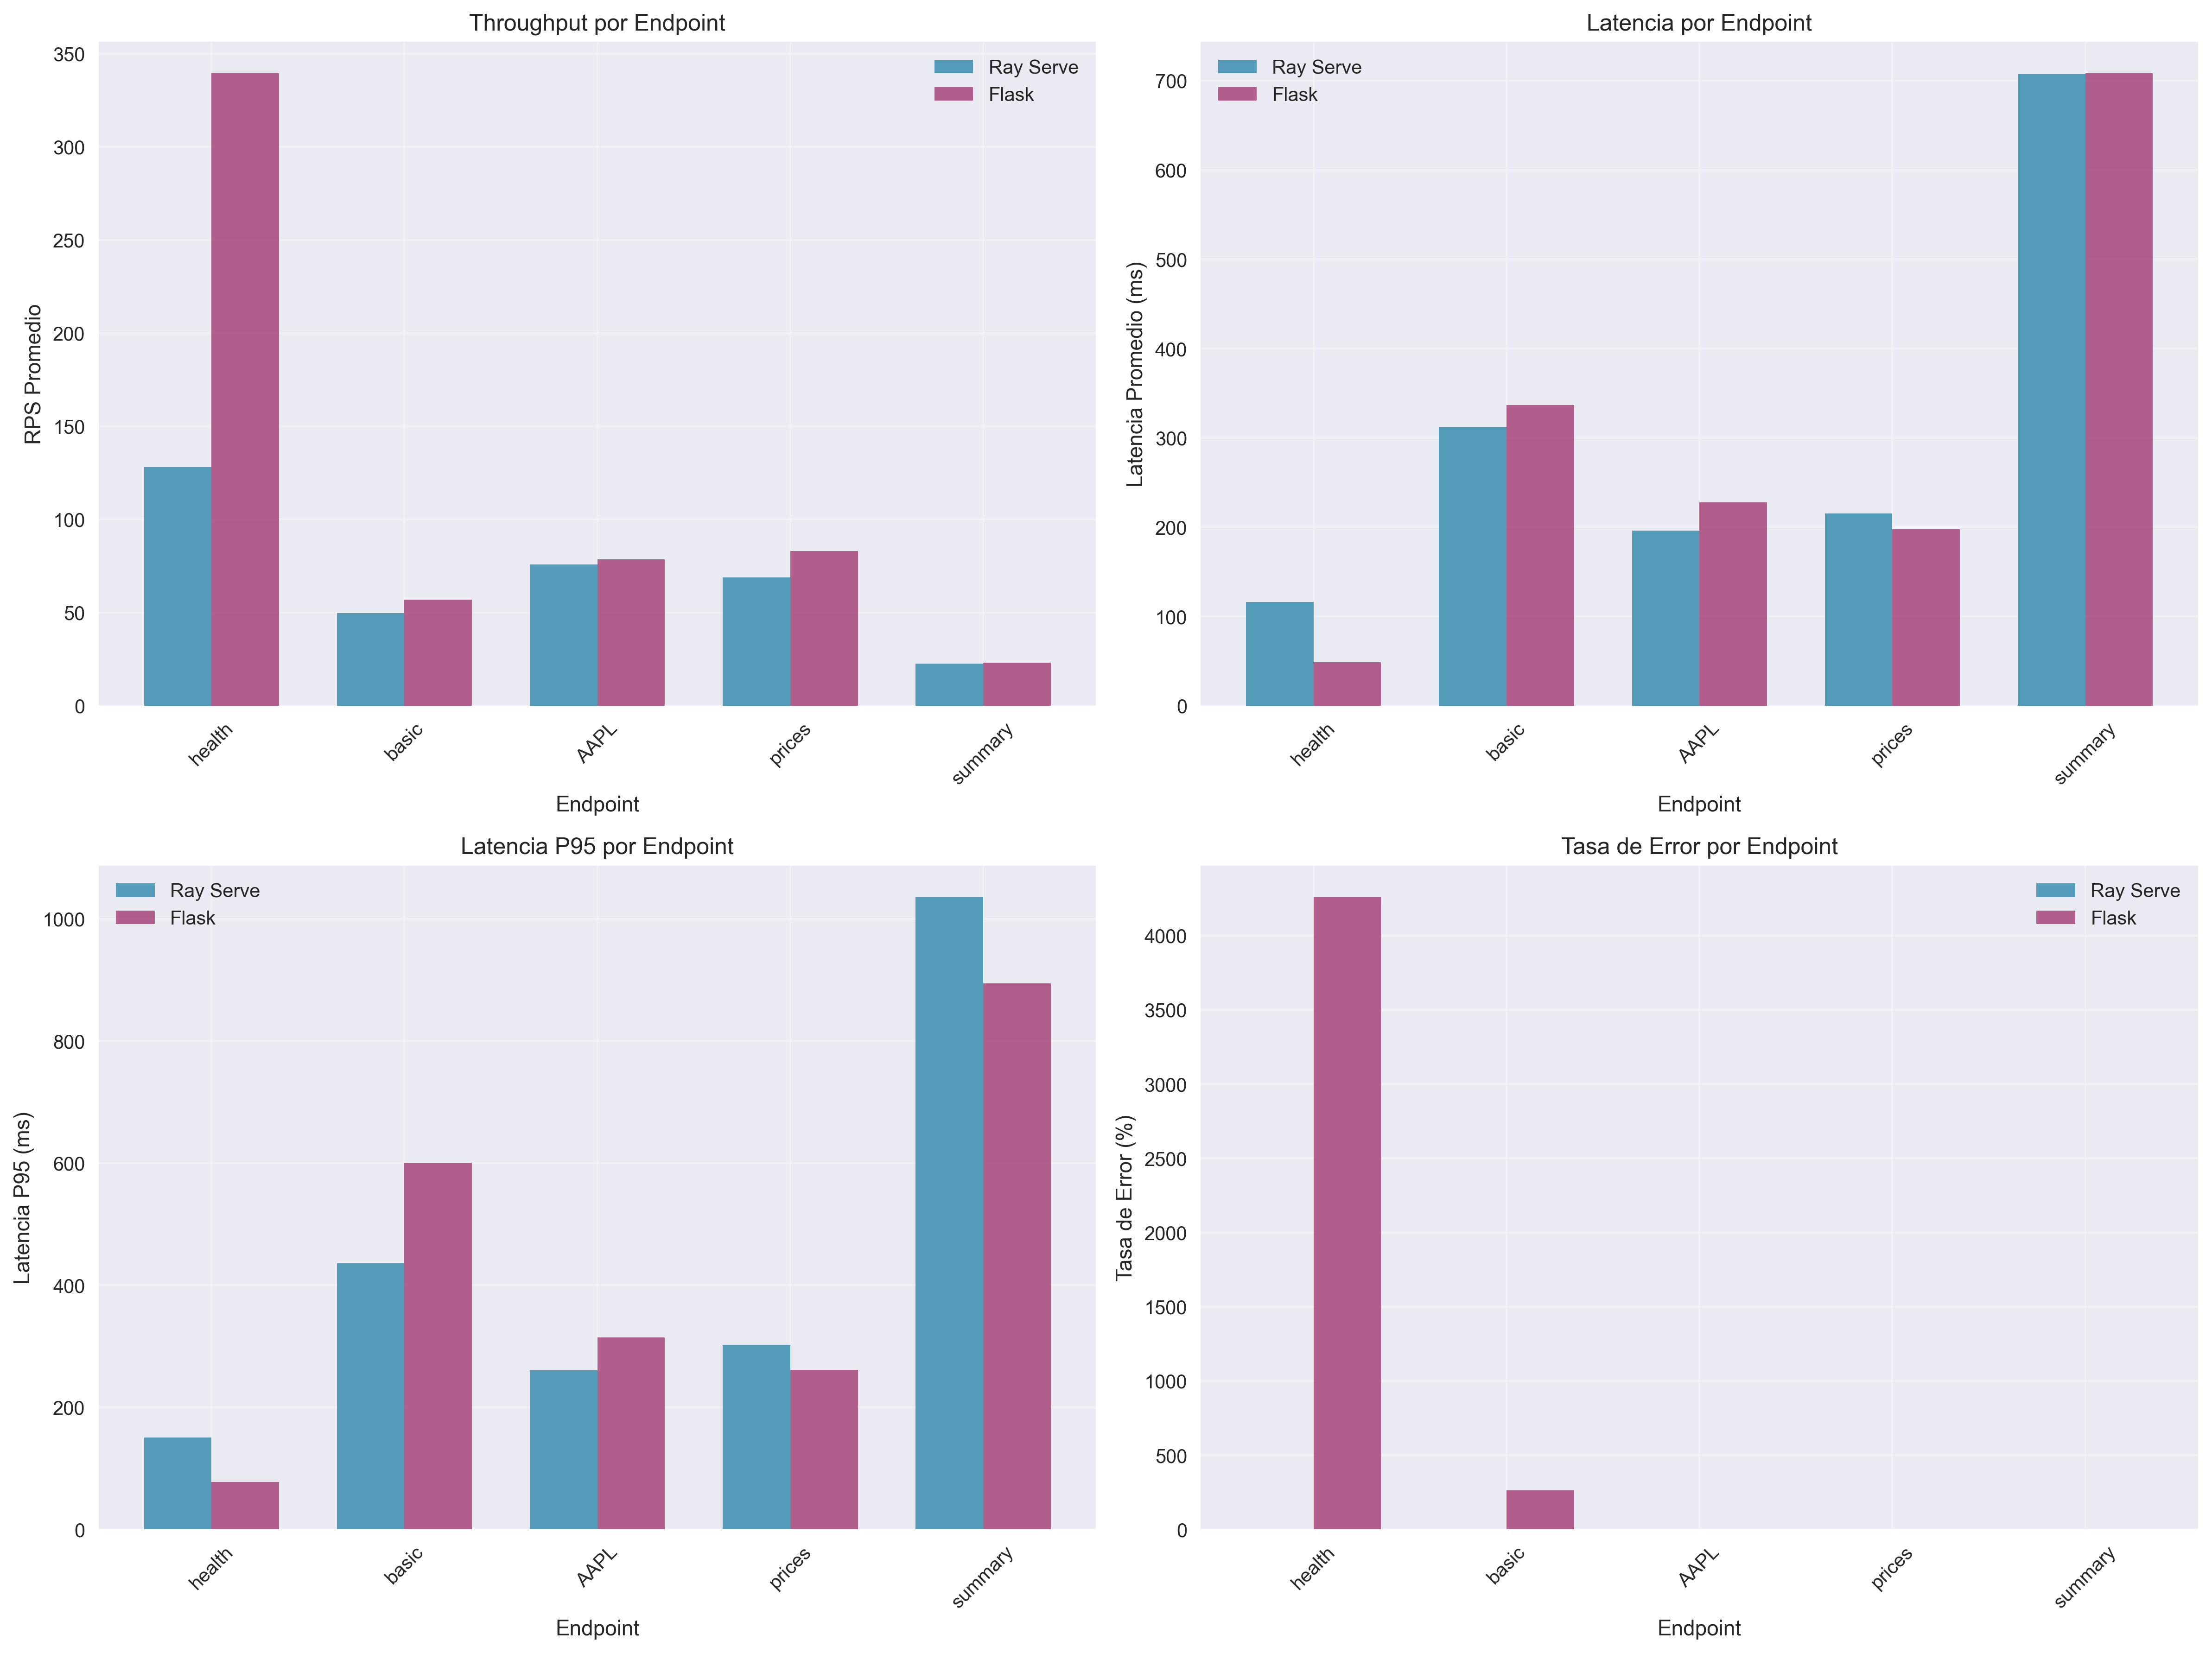 Throughput por Endpoint
RPS Promedio
350
300
250
200
150
100
50
0
Ray Serve
Flask
health
basic
AAPL
prices
summary
Endpoint
Latencia por Endpoint
Latencia Promedio (ms)
700
600
500
400
300
200
100
0
Ray Serve
Flask
health
basic
AAPL
prices
summary
Endpoint
Latencia P95 por Endpoint
Latencia P95 (ms)
1000
800
600
400
200
0
Ray Serve
Flask
health
basic
AAPL
prices
summary
Endpoint
Tasa de Error por Endpoint
Tasa de Error (%)
4000
3500
3000
2500
2000
1500
1000
500
0
Ray Serve
Flask
health
basic
AAPL
prices
summary
Endpoint